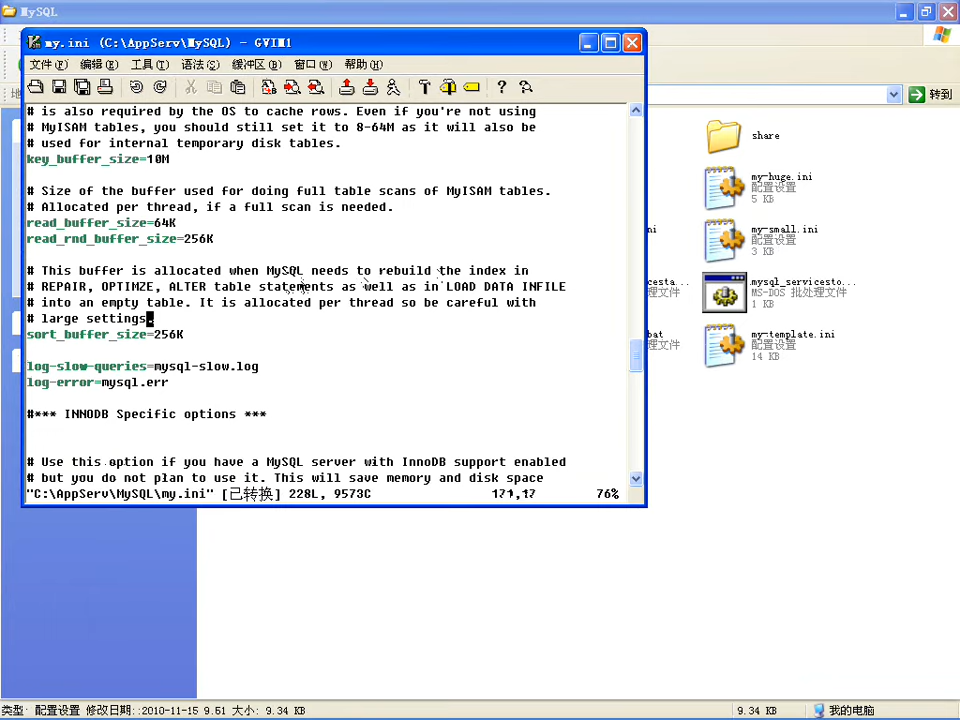 MySQL
my.ini (C:\AppServ\MySQL) - GVIM1
文件(F) 编辑(E) 工具(T) 语法(S) 缓冲区(B) 窗口(W) 帮助(H)
转到
# is also required by the OS to cache rows. Even if you're not using
# MyISAM tables, you should still set it to 8-64M as it will also be
# used for internal temporary disk tables.
key_buffer_size=10M
# Size of the buffer used for doing full table scans of MyISAM tables.
# Allocated per thread, if a full scan is needed.
read_buffer_size=64K
read_rnd_buffer_size=256K
# This buffer is allocated when MySQL needs to rebuild the index in
# REPAIR, OPTIMZE, ALTER table statements as well as in LOAD DATA INFILE
# into an empty table. It is allocated per thread so be careful with
# large settings.
sort_buffer_size=256K
log-slow-queries=mysql-slow.log
log-error=mysql.err
#*** INNODB Specific options ***
# Use this option if you have a MySQL server with InnoDB support enabled
# but you do not plan to use it. This will save memory and disk space
"C:\AppServ\MySQL\my.ini" [已转换] 228L, 9573C 171,17 76%
share
my-huge.ini
配置设置
5 KB
my-small.ini
配置设置
2 KB
mysql_servicesto...
MS-DOS 批处理文件
1 KB
my-template.ini
配置设置
14 KB
ni
cesta...
理文件
bat
理文件
类型: 配置设置 修改日期: 2010-11-15 9:51 大小: 9.34 KB
9.34 KB
我的电脑